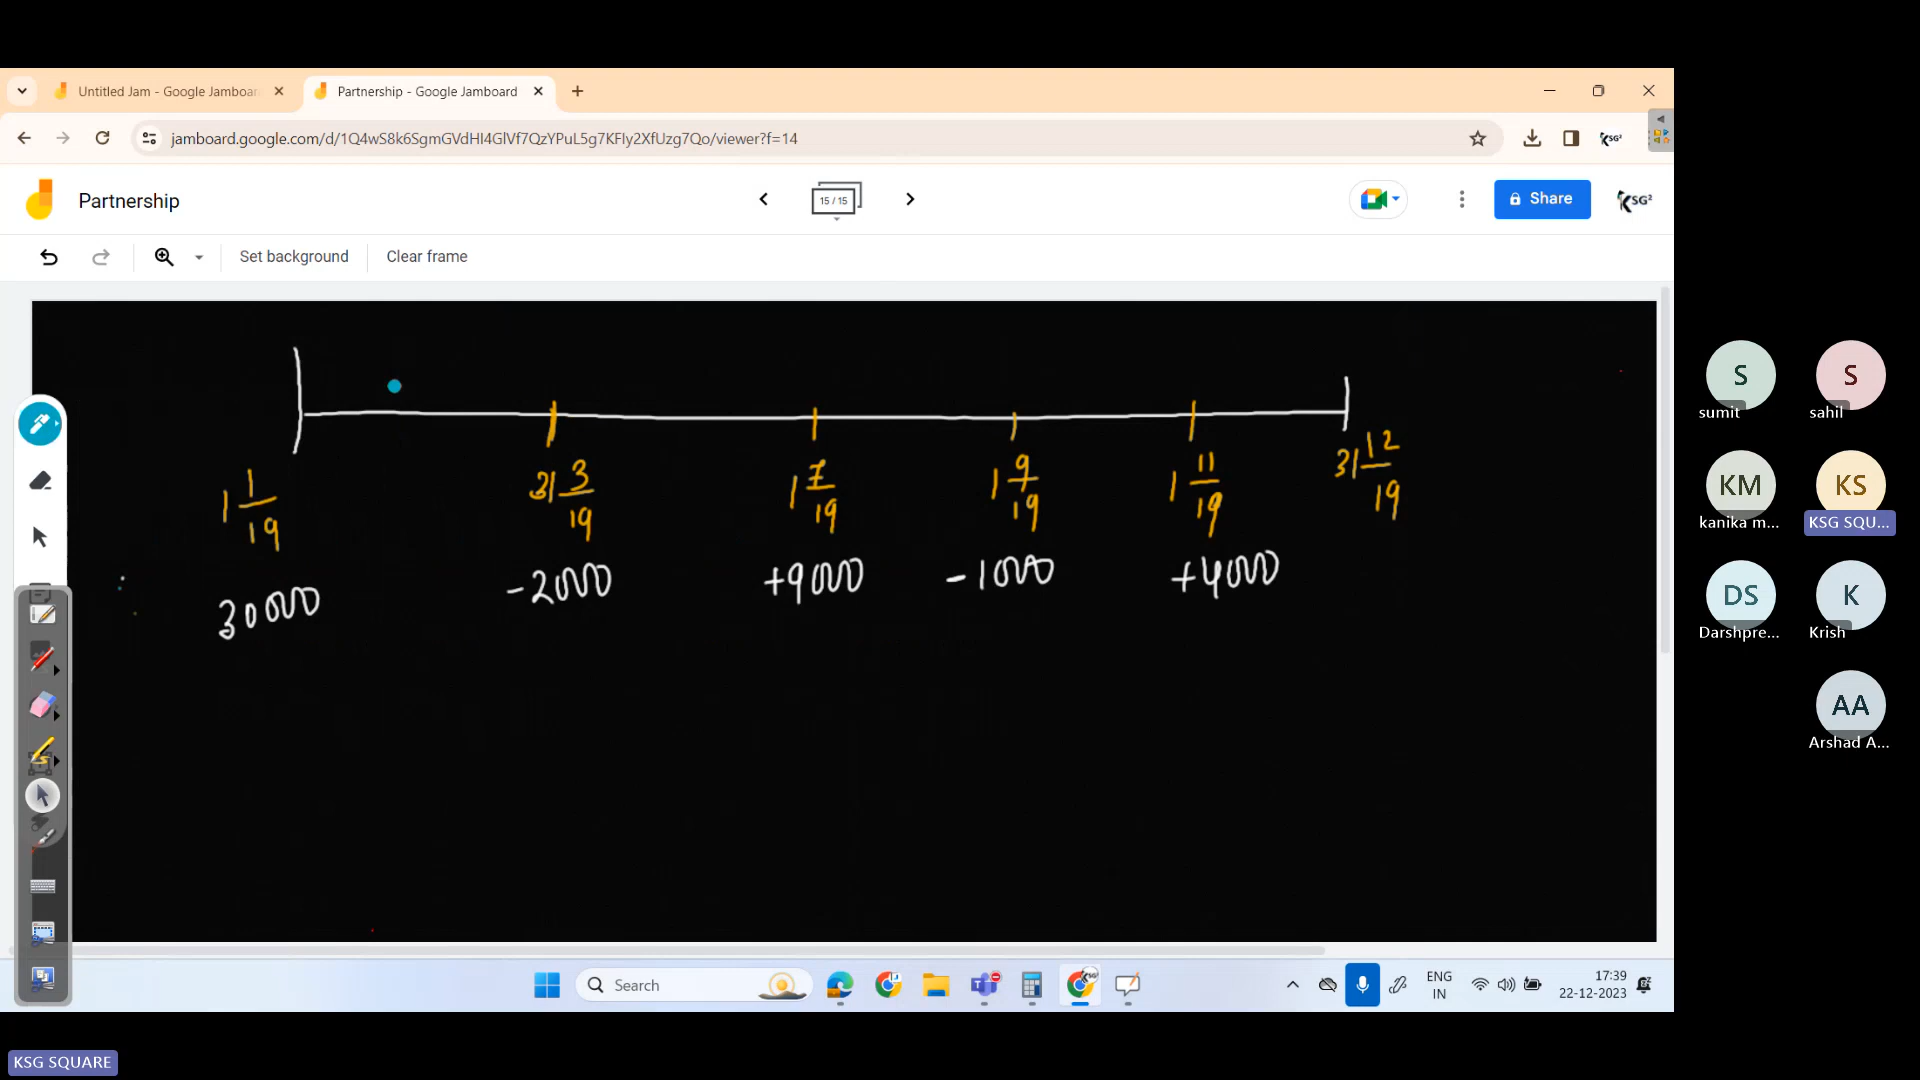 Untitled Jam - Google Jamboar
Partnership - Google Jamboard
jamboard.google.com/d/1Q4wS8k6SgmGVdHI4GlVf7QzYPuL5g7KFIy2XfUzg7Qo/viewer?f=14
Partnership
15 / 15
Share
KSG²
Set background
Clear frame
1 1/19
31 3/19
1 7/19
1 9/19
1 11/19
31 12/19
30000
-2000
+9000
-1000
+4000
S
sumit
S
sahil
KM
kanika m...
KS
KSG SQU...
DS
Darshpre...
K
Krish
AA
Arshad A...
Search
ENG
IN
17:39
22-12-2023
KSG SQUARE